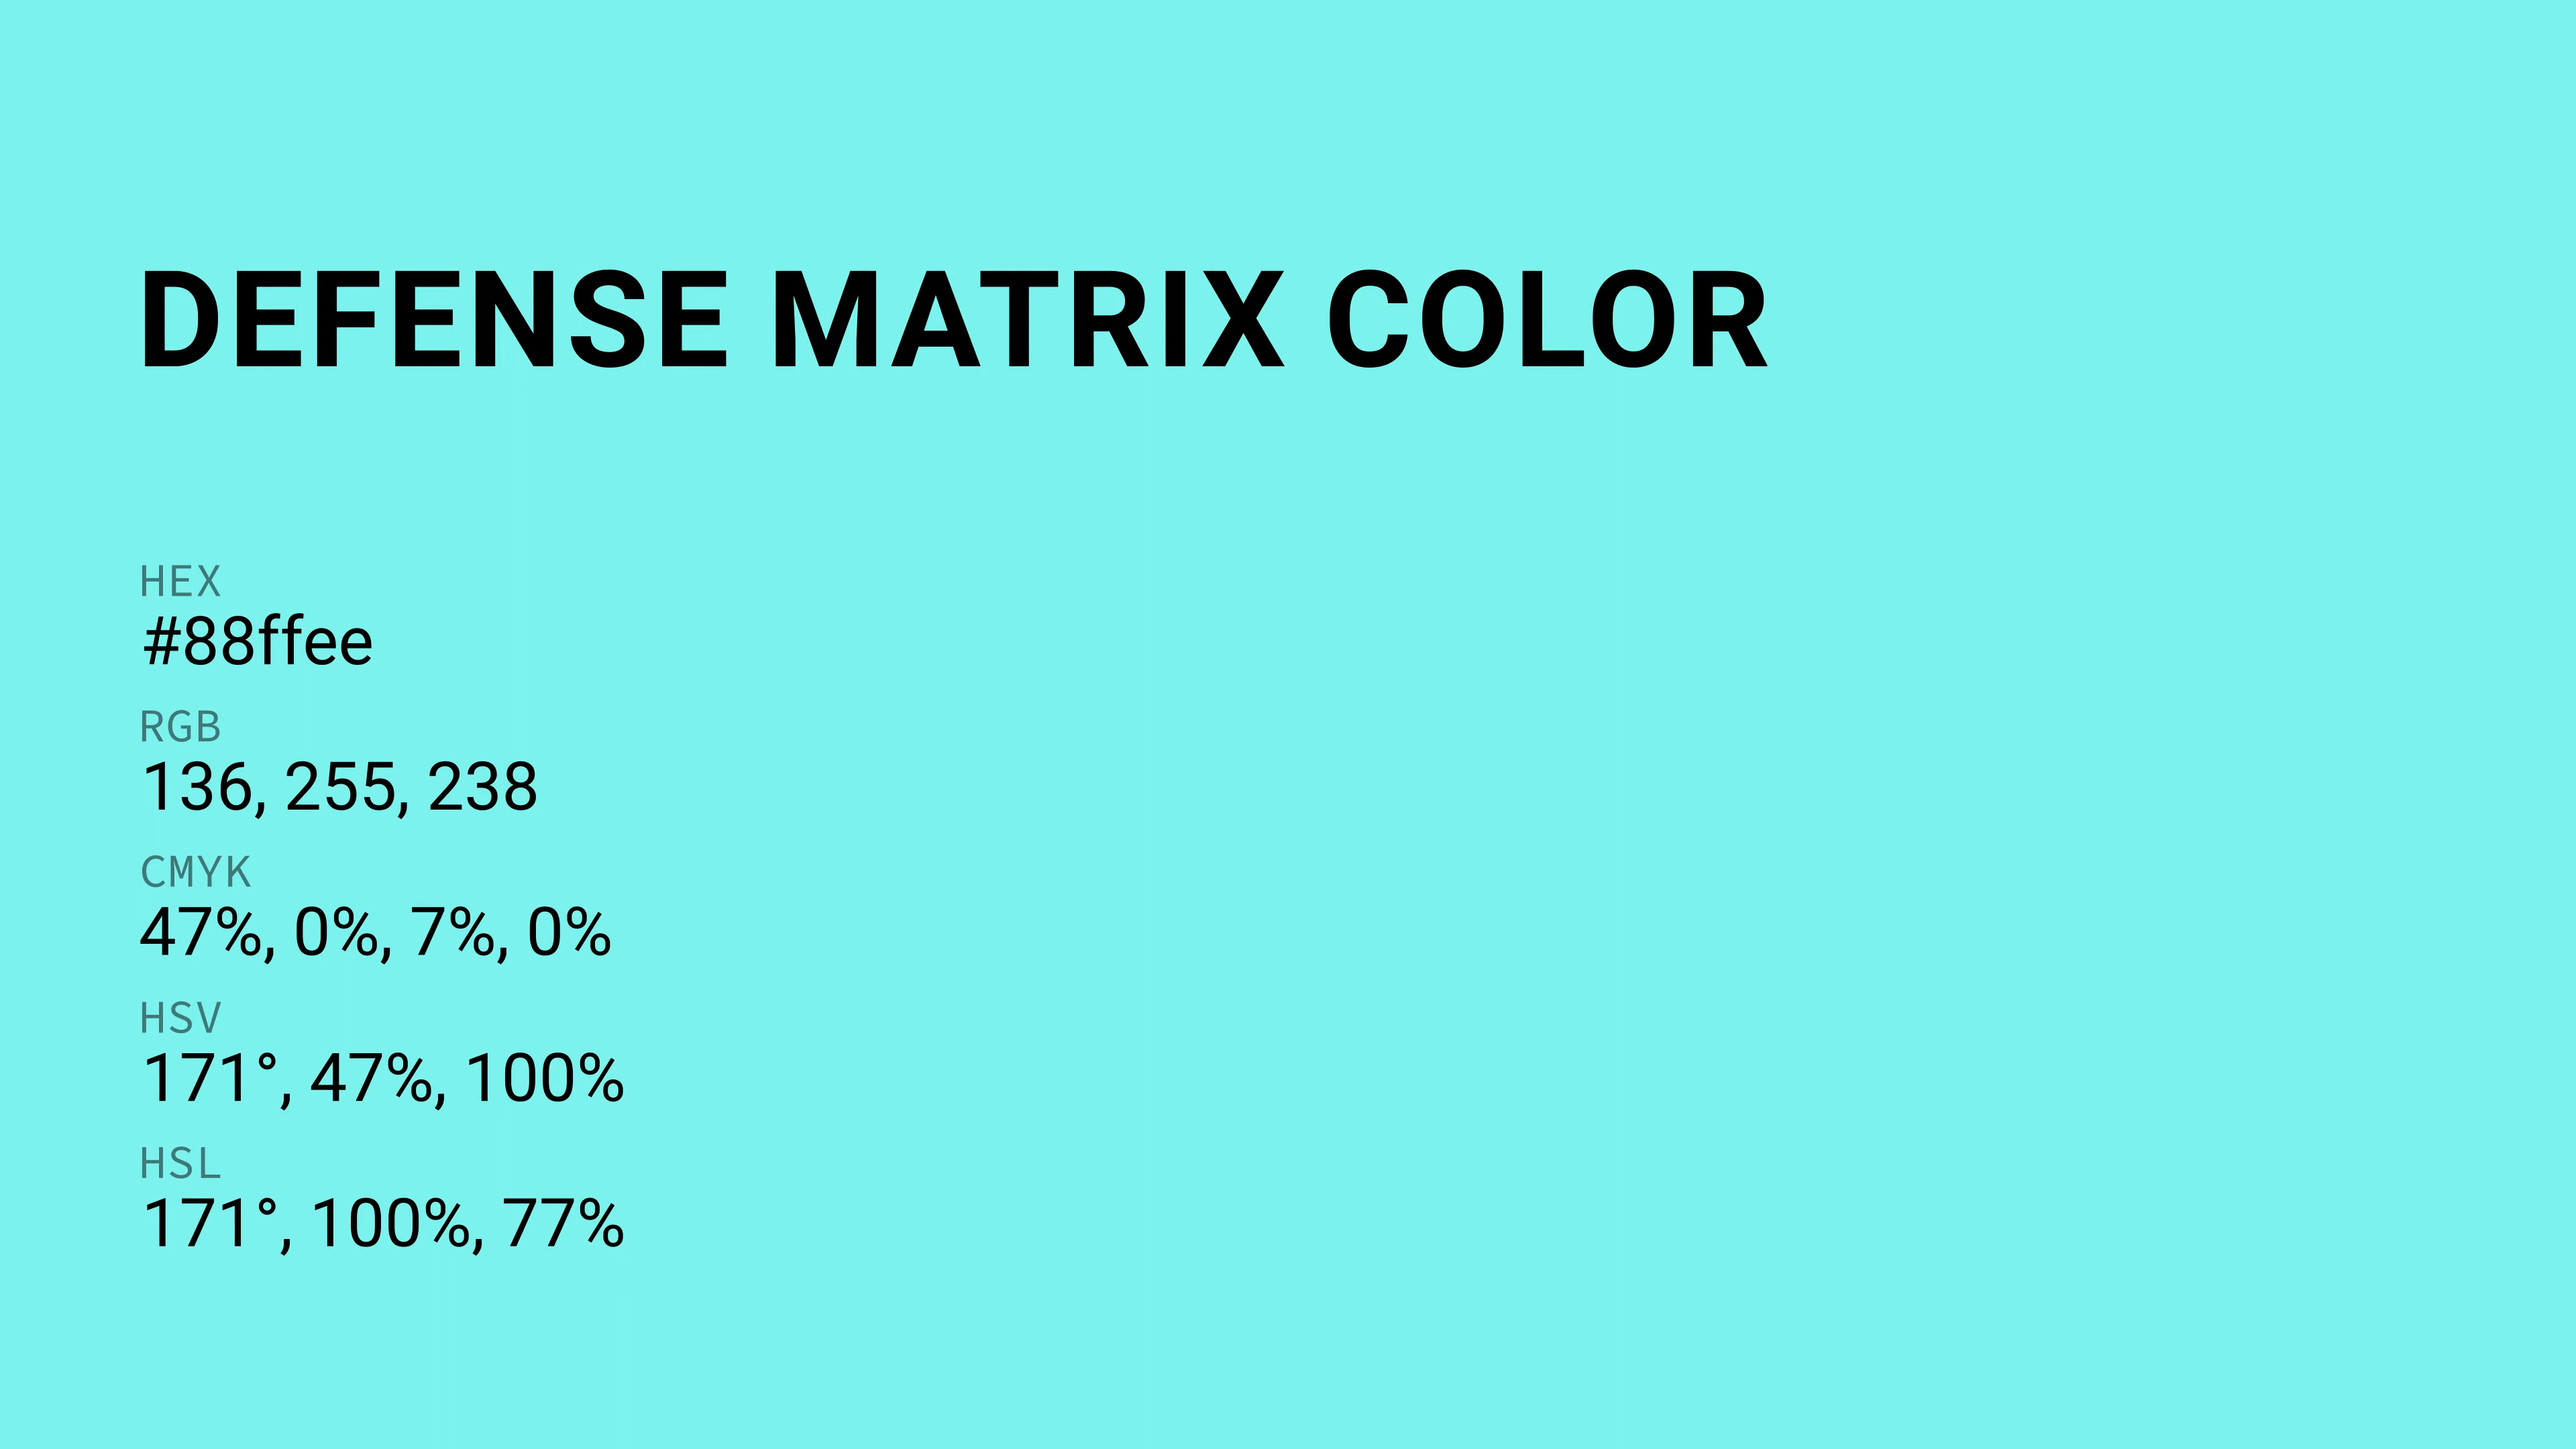 DEFENSE MATRIX COLOR
HEX
#88ffee
RGB
136, 255, 238
CMYK
47%, 0%, 7%, 0%
HSV
171°, 47%, 100%
HSL
171°, 100%, 77%